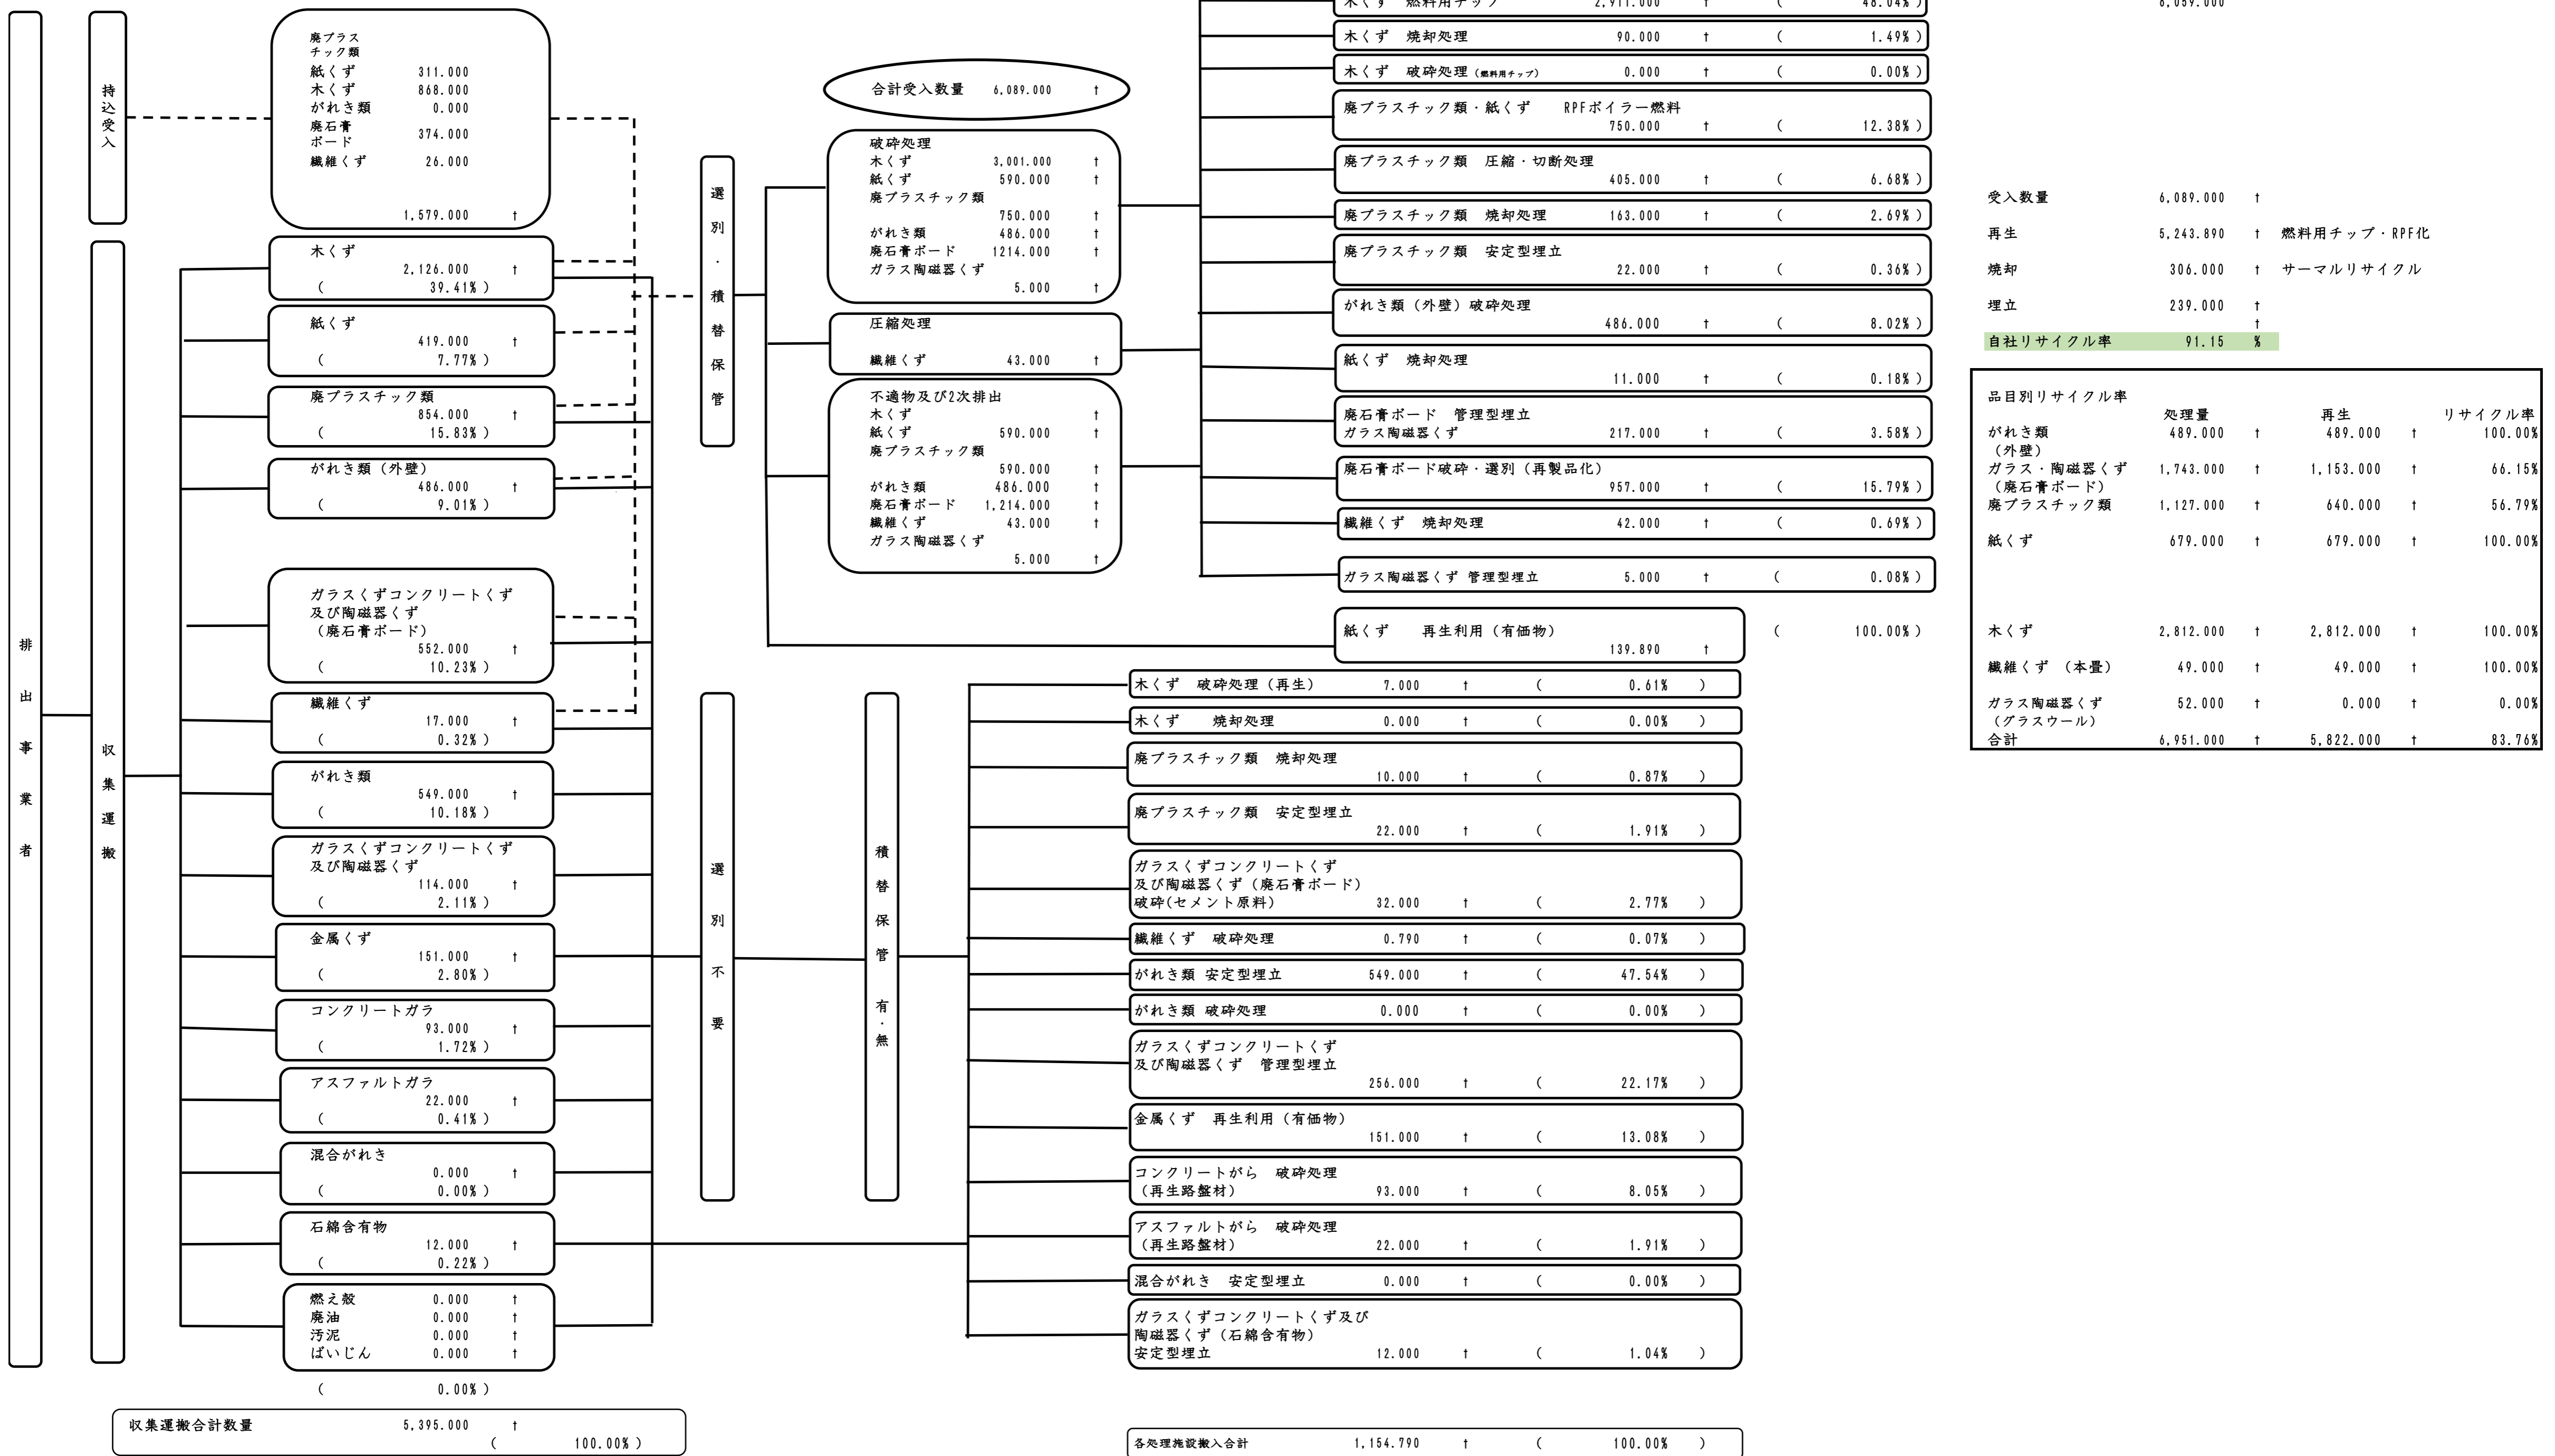 排出事業者
持込受入
収集運搬
廃プラス
チック類
紙くず 311.000
木くず 868.000
がれき類 0.000
廃石膏
ボード 374.000
繊維くず 26.000
1,579.000 t
木くず
2,126.000 t
( 39.41% )
紙くず
419.000 t
( 7.77% )
廃プラスチック類
854.000 t
( 15.83% )
がれき類（外壁）
486.000 t
( 9.01% )
ガラスくずコンクリートくず
及び陶磁器くず
（廃石膏ボード）
552.000 t
( 10.23% )
繊維くず
17.000 t
( 0.32% )
がれき類
549.000 t
( 10.18% )
ガラスくずコンクリートくず
及び陶磁器くず
114.000 t
( 2.11% )
金属くず
151.000 t
( 2.80% )
コンクリートガラ
93.000 t
( 1.72% )
アスファルトガラ
22.000 t
( 0.41% )
混合がれき
0.000 t
( 0.00% )
石綿含有物
12.000 t
( 0.22% )
燃え殻 0.000 t
廃油 0.000 t
汚泥 0.000 t
ばいじん 0.000 t
( 0.00% )
収集運搬合計数量 5,395.000 t
( 100.00% )
選別・積替保管
選別不要
積替保管 有・無
合計受入数量 6,089.000 t
破砕処理
木くず 3,001.000 t
紙くず 590.000 t
廃プラスチック類
750.000 t
がれき類 486.000 t
廃石膏ボード 1214.000 t
ガラス陶磁器くず
5.000 t
圧縮処理
繊維くず 43.000 t
不適物及び2次排出
木くず t
紙くず 590.000 t
廃プラスチック類
590.000 t
がれき類 486.000 t
廃石膏ボード 1,214.000 t
繊維くず 43.000 t
ガラス陶磁器くず
5.000 t
木くず 燃料用チップ 2,911.000 t ( 48.04% )
木くず 焼却処理 90.000 t ( 1.49% )
木くず 破砕処理（燃料用チップ） 0.000 t ( 0.00% )
廃プラスチック類・紙くず RPFボイラー燃料
750.000 t ( 12.38% )
廃プラスチック類 圧縮・切断処理
405.000 t ( 6.68% )
廃プラスチック類 焼却処理 163.000 t ( 2.69% )
廃プラスチック類 安定型埋立
22.000 t ( 0.36% )
がれき類（外壁）破砕処理
486.000 t ( 8.02% )
紙くず 焼却処理
11.000 t ( 0.18% )
廃石膏ボード 管理型埋立
ガラス陶磁器くず 217.000 t ( 3.58% )
廃石膏ボード破砕・選別（再製品化）
957.000 t ( 15.79% )
繊維くず 焼却処理 42.000 t ( 0.69% )
ガラス陶磁器くず 管理型埋立 5.000 t ( 0.08% )
紙くず 再生利用（有価物） ( 100.00% )
139.890 t
木くず 破砕処理（再生） 7.000 t ( 0.61% )
木くず 焼却処理 0.000 t ( 0.00% )
廃プラスチック類 焼却処理
10.000 t ( 0.87% )
廃プラスチック類 安定型埋立
22.000 t ( 1.91% )
ガラスくずコンクリートくず
及び陶磁器くず（廃石膏ボード）
破砕(セメント原料) 32.000 t ( 2.77% )
繊維くず 破砕処理 0.790 t ( 0.07% )
がれき類 安定型埋立 549.000 t ( 47.54% )
がれき類 破砕処理 0.000 t ( 0.00% )
ガラスくずコンクリートくず
及び陶磁器くず 管理型埋立
256.000 t ( 22.17% )
金属くず 再生利用（有価物）
151.000 t ( 13.08% )
コンクリートがら 破砕処理
（再生路盤材） 93.000 t ( 8.05% )
アスファルトがら 破砕処理
（再生路盤材） 22.000 t ( 1.91% )
混合がれき 安定型埋立 0.000 t ( 0.00% )
ガラスくずコンクリートくず及び
陶磁器くず（石綿含有物）
安定型埋立 12.000 t ( 1.04% )
各処理施設搬入合計 1,154.790 t ( 100.00% )
6,059.000
受入数量 6,089.000 t
再生 5,243.890 t 燃料用チップ・RPF化
焼却 306.000 t サーマルリサイクル
埋立 239.000 t
t
自社リサイクル率 91.15 %
品目別リサイクル率
処理量 再生 リサイクル率
がれき類 489.000 t 489.000 t 100.00%
（外壁）
ガラス・陶磁器くず 1,743.000 t 1,153.000 t 66.15%
（廃石膏ボード）
廃プラスチック類 1,127.000 t 640.000 t 56.79%
紙くず 679.000 t 679.000 t 100.00%
木くず 2,812.000 t 2,812.000 t 100.00%
繊維くず （本畳） 49.000 t 49.000 t 100.00%
ガラス陶磁器くず 52.000 t 0.000 t 0.00%
（グラスウール）
合計 6,951.000 t 5,822.000 t 83.76%